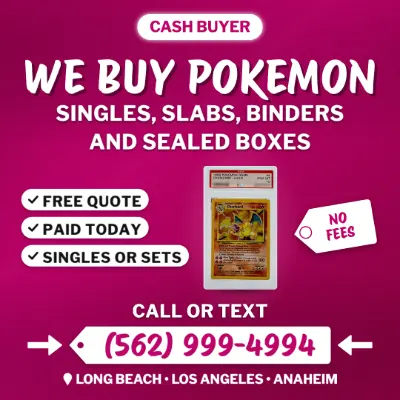 CASH BUYER
WE BUY POKEMON
SINGLES, SLABS, BINDERS
AND SEALED BOXES
FREE QUOTE
PAID TODAY
SINGLES OR SETS
Charizard
NO
FEES
CALL OR TEXT
(562) 999-4994
LONG BEACH • LOS ANGELES • ANAHEIM